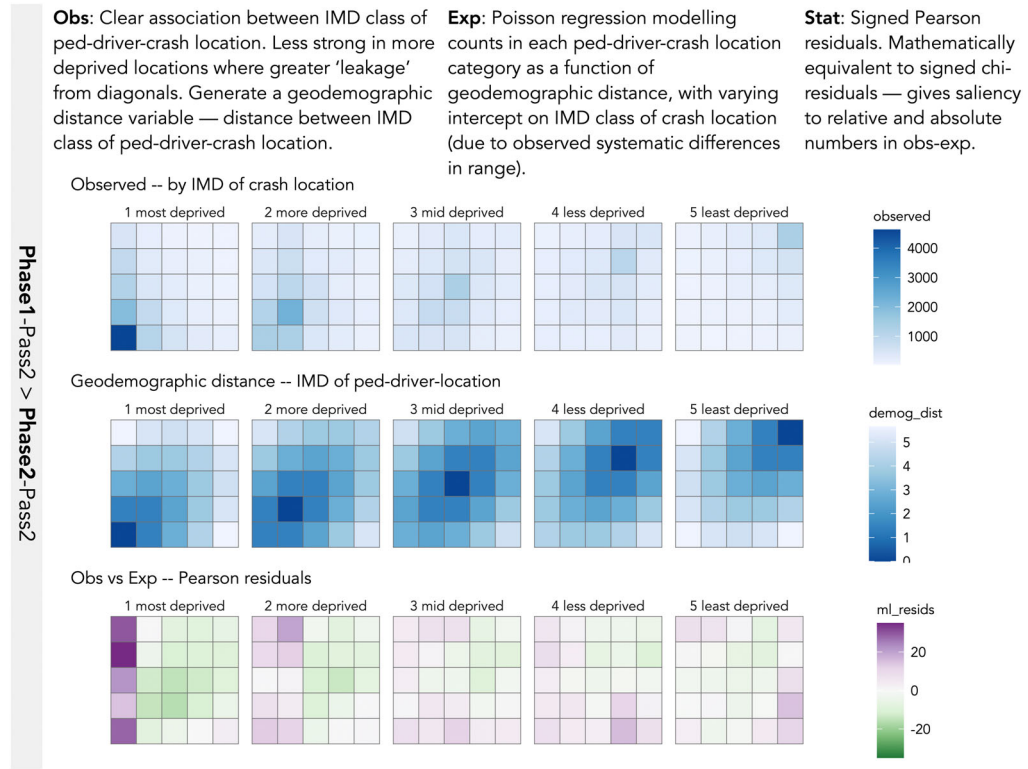 Obs: Clear association between IMD class of
ped-driver-crash location. Less strong in more
deprived locations where greater ‘leakage’
from diagonals. Generate a geodemographic
distance variable — distance between IMD
class of ped-driver-crash location.
Exp: Poisson regression modelling
counts in each ped-driver-crash location
category as a function of
geodemographic distance, with varying
intercept on IMD class of crash location
(due to observed systematic differences
in range).
Stat: Signed Pearson
residuals. Mathematically
equivalent to signed chi-
residuals — gives saliency
to relative and absolute
numbers in obs-exp.
Phase1-Pass2 > Phase2-Pass2
Observed -- by IMD of crash location
1 most deprived
2 more deprived
3 mid deprived
4 less deprived
5 least deprived
observed
4000
3000
2000
1000
Geodemographic distance -- IMD of ped-driver-location
1 most deprived
2 more deprived
3 mid deprived
4 less deprived
5 least deprived
demog_dist
5
4
3
2
1
0
Obs vs Exp -- Pearson residuals
1 most deprived
2 more deprived
3 mid deprived
4 less deprived
5 least deprived
ml_resids
20
0
-20